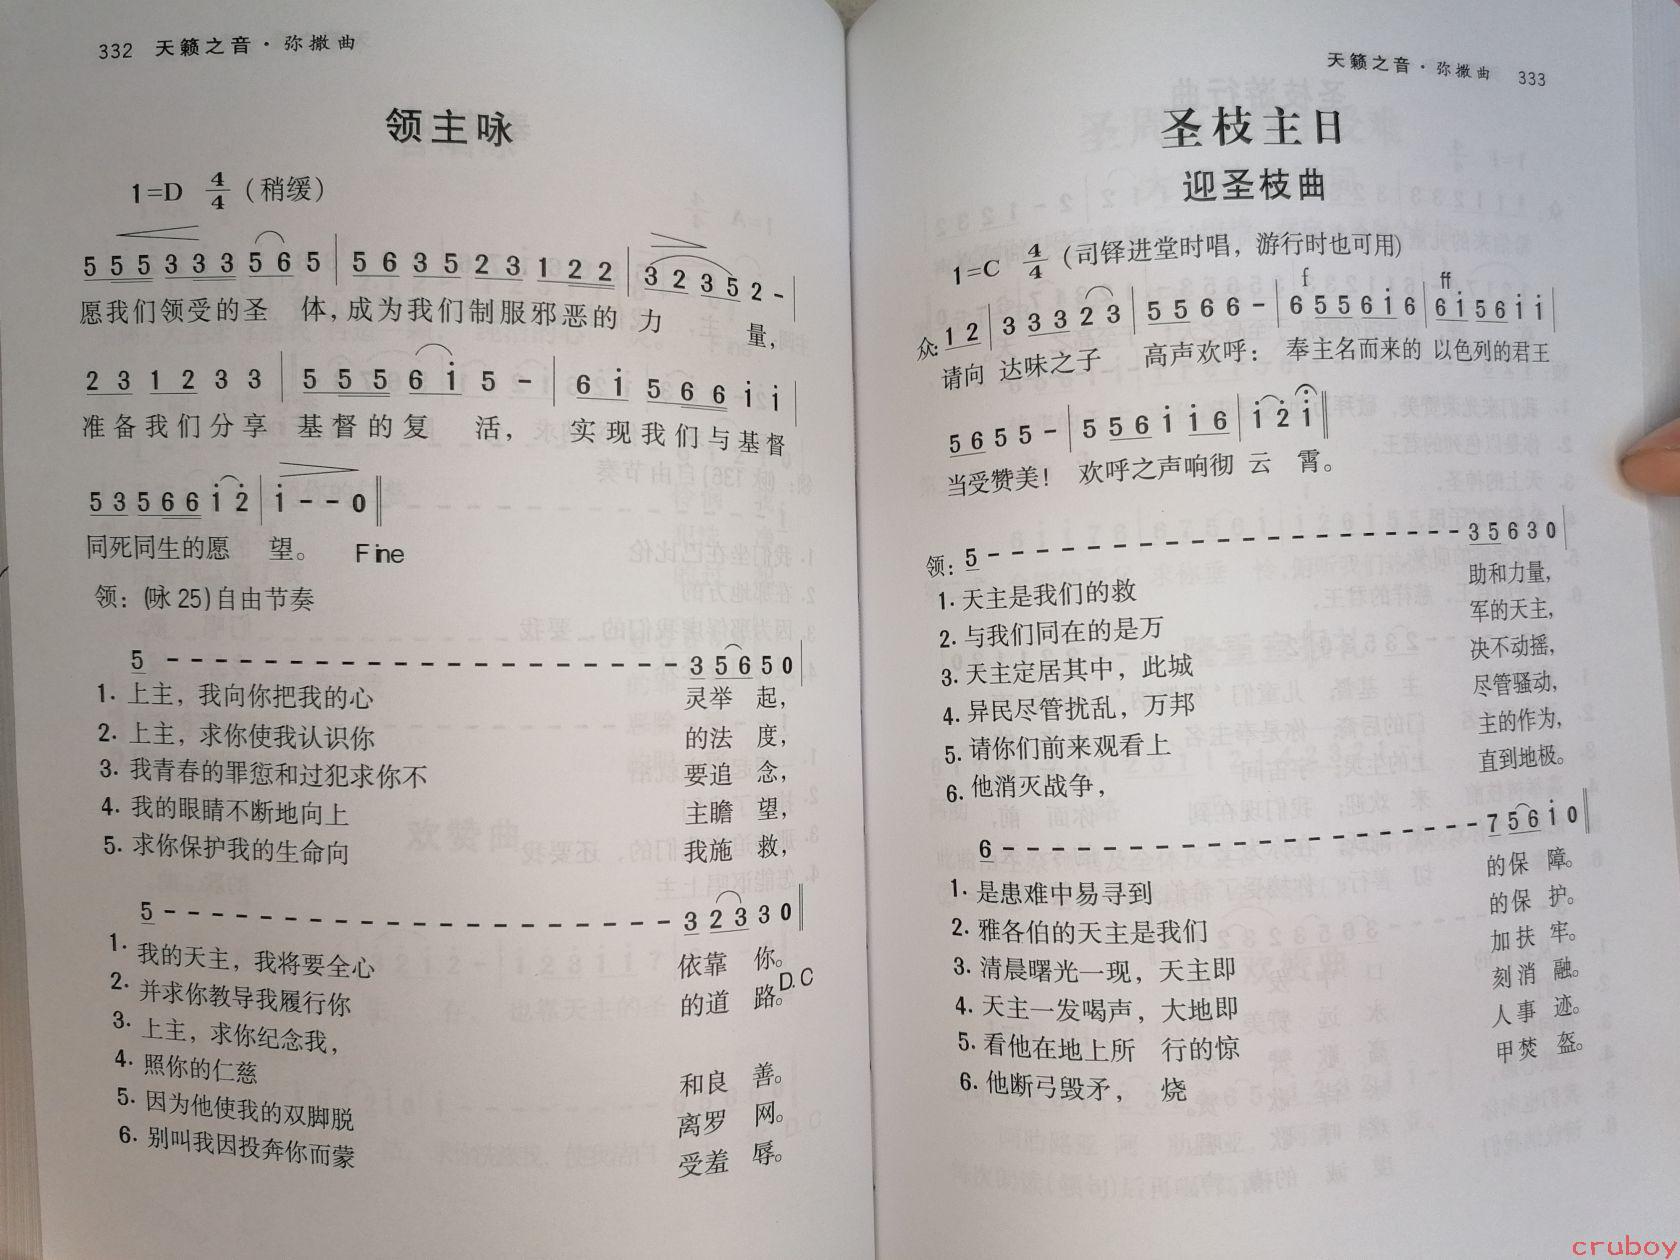 332 天籁之音·弥撒曲
领主咏
1=D 4/4 (稍缓)
5 5 5 5 3 3 3 5 6 5 | 5 6 3 5 2 3 1 2 2 | 3 2 3 5 2 - |
愿我们领受的圣 体,成为我们制服邪恶的 力 量,
2 3 1 2 3 3 | 5 5 5 6 i 5 - | 6 i 5 6 6 i i |
准备我们分享 基督的复 活, 实现我们与基督
5 3 5 6 6 i 2 | i - - 0 ‖
同死同生的愿 望。 Fine
领:(咏25)自由节奏
5 - - - - - - - - - - - - - - - - - - - 3 5 6 5 0 |
1. 上主,我向你把我的心 灵举 起,
2. 上主,求你使我认识你 的法 度,
3. 我青春的罪愆和过犯求你不 要追 念,
4. 我的眼睛不断地向上 主瞻 望,
5. 求你保护我的生命向 我施 救,
5 - - - - - - - - - - - - - - - - - - - 3 2 3 3 0 ‖
1. 我的天主,我将要全心 依靠 你。
2. 并求你教导我履行你 的道 路。D.C
3. 上主,求你纪念我,
4. 照你的仁慈 和良 善。
5. 因为他使我的双脚脱 离罗 网。
6. 别叫我因投奔你而蒙 受羞 辱。
天籁之音·弥撒曲 333
圣枝主日
迎圣枝曲
1=C 4/4 (司铎进堂时唱,游行时也可用)
f ff
众: 1 2 | 3 3 3 2 3 | 5 5 6 6 - | 6 5 5 6 i 6 | 6 i 5 6 i i |
请向 达味之子 高声欢呼: 奉主名而来的 以色列的君王
5 6 5 5 - | 5 5 6 i i 6 | i 2 i ‖
当受赞美! 欢呼之声响彻 云 霄。
领: 5 - - - - - - - - - - - - - - - - - - - 3 5 6 3 0 |
1. 天主是我们的救 助和力量,
2. 与我们同在的是万 军的天主,
3. 天主定居其中,此城 决不动摇,
4. 异民尽管扰乱,万邦 尽管骚动,
5. 请你们前来观看上 主的作为,
6. 他消灭战争, 直到地极。
6 - - - - - - - - - - - - - - - - - - - 7 5 6 i 0 ‖
1. 是患难中易寻到 的保 障。
2. 雅各伯的天主是我们 的保 护。
3. 清晨曙光一现,天主即 加扶 牢。
4. 天主一发喝声,大地即 刻消 融。
5. 看他在地上所 行的惊 人事 迹。
6. 他断弓毁矛, 烧 甲焚 盔。
cruboy